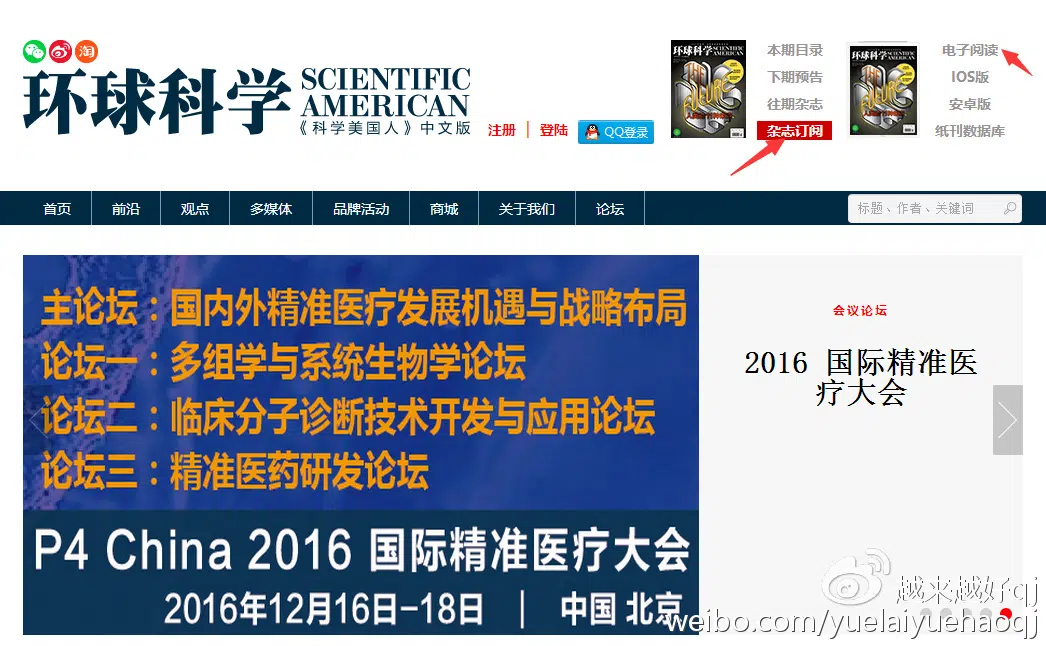 淘
环球科学
SCIENTIFIC
AMERICAN
《科学美国人》中文版
注册 | 登陆
QQ登录
环球科学
THE
FUTURE
本期目录
下期预告
往期杂志
杂志订阅
环球科学
THE
FUTURE
电子阅读
IOS版
安卓版
纸刊数据库
首页
前沿
观点
多媒体
品牌活动
商城
关于我们
论坛
标题、作者、关键词
主论坛：国内外精准医疗发展机遇与战略布局
论坛一：多组学与系统生物学论坛
论坛二：临床分子诊断技术开发与应用论坛
论坛三：精准医药研发论坛
P4 China 2016 国际精准医疗大会
2016年12月16日-18日 | 中国 北京
会议论坛
2016 国际精准医
疗大会
越来越好qj
weibo.com/yuelaiyuehaoqj